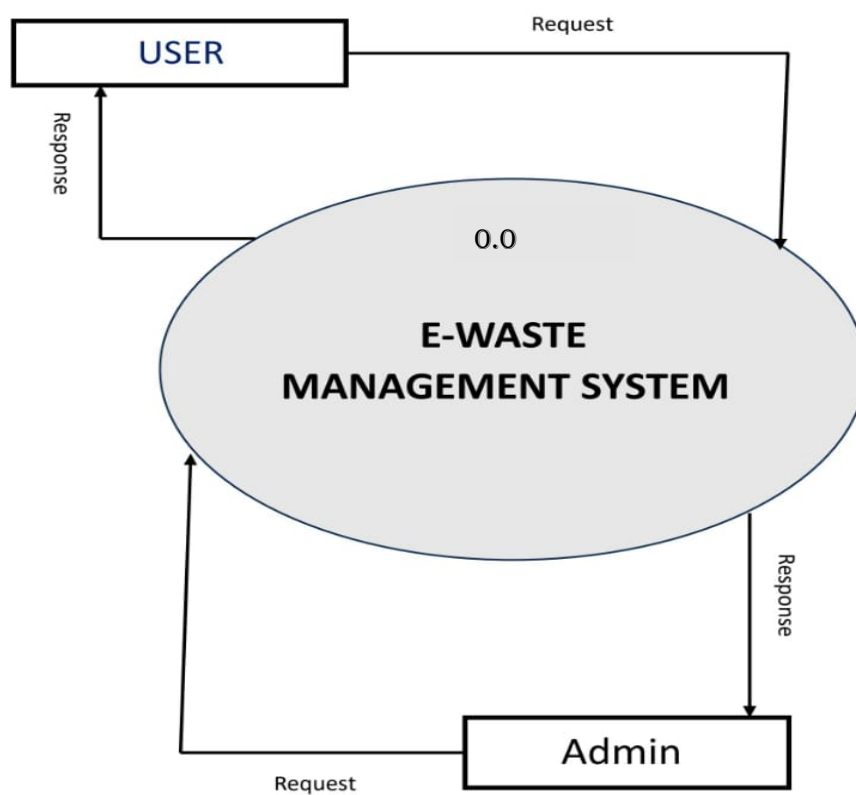 Request
USER
Response
0.0
E-WASTE
MANAGEMENT SYSTEM
Response
Admin
Request